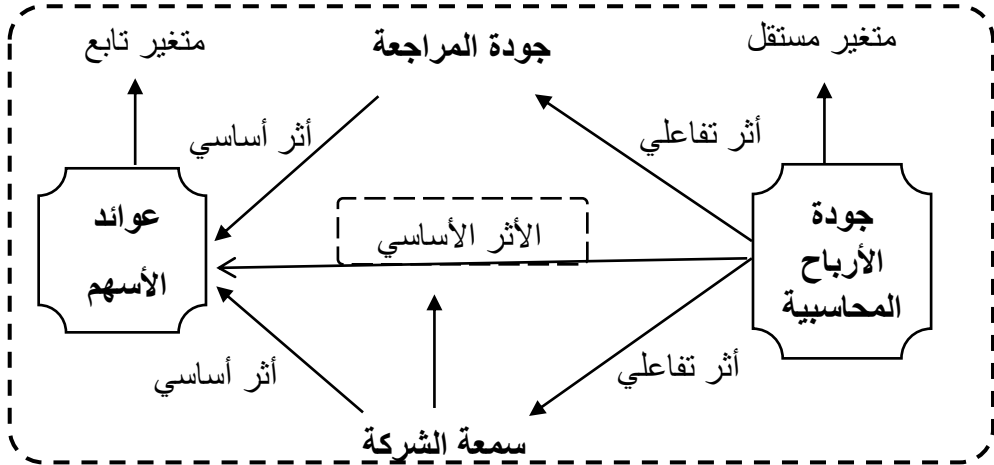 متغير مستقل
جودة المراجعة
متغير تابع
أثر تفاعلي
أثر أساسي
جودة
الأرباح
المحاسبية
الأثر الأساسي
عوائد
الأسهم
أثر تفاعلي
أثر أساسي
سمعة الشركة